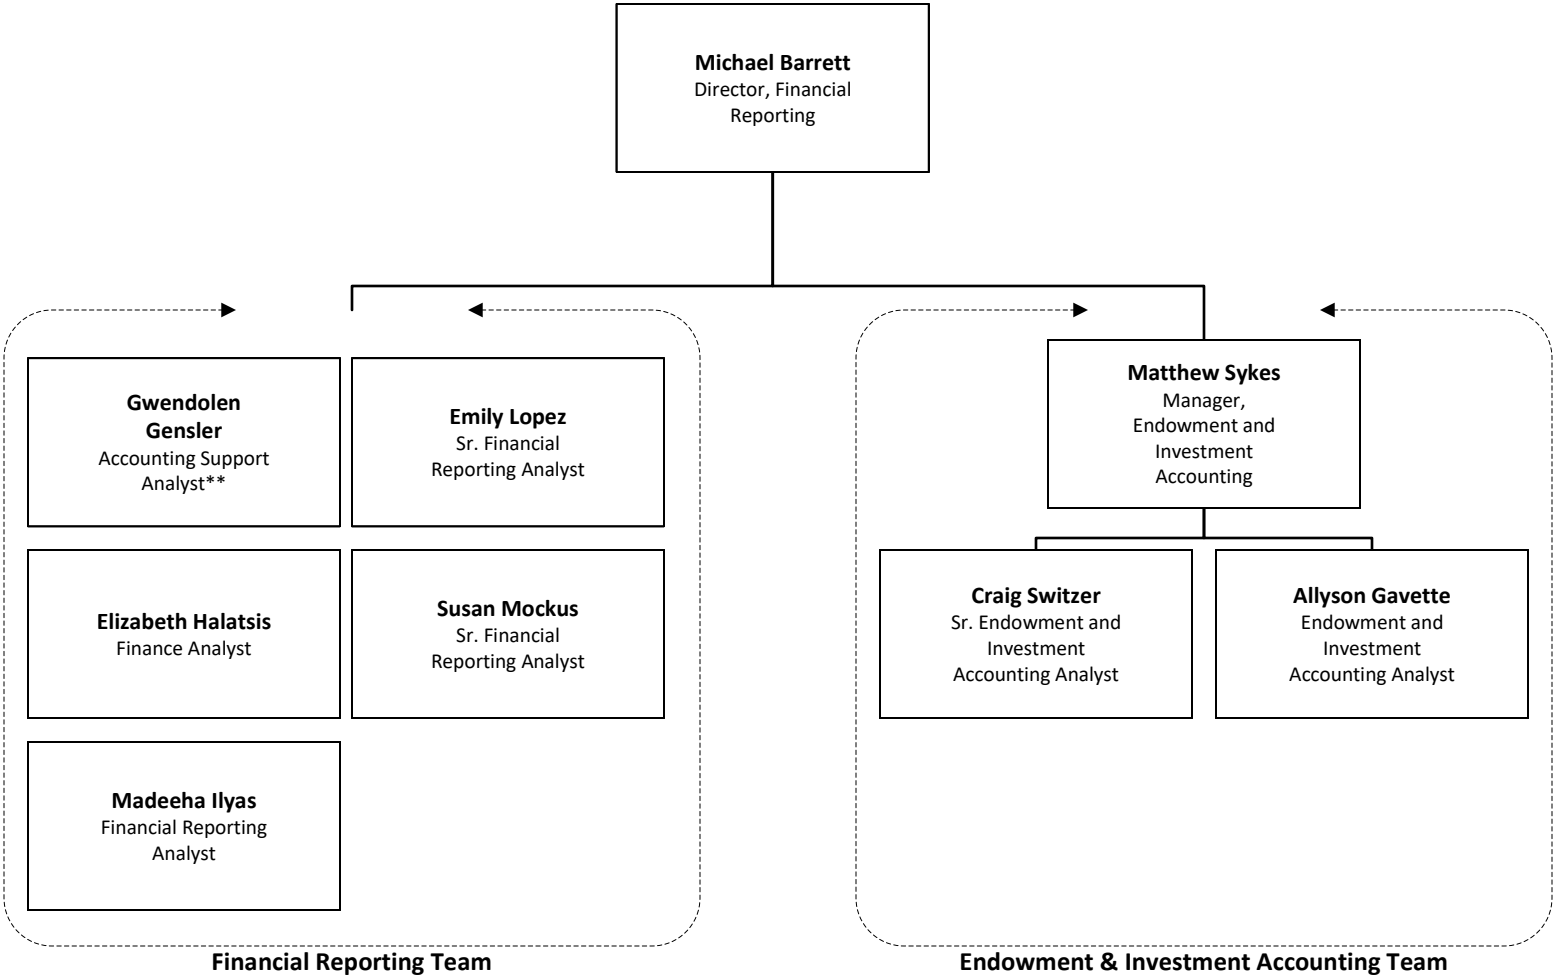 Michael Barrett
Director, Financial
Reporting
Gwendolen
Gensler
Accounting Support
Analyst**
Emily Lopez
Sr. Financial
Reporting Analyst
Elizabeth Halatsis
Finance Analyst
Susan Mockus
Sr. Financial
Reporting Analyst
Madeeha Ilyas
Financial Reporting
Analyst
Financial Reporting Team
Matthew Sykes
Manager,
Endowment and
Investment
Accounting
Craig Switzer
Sr. Endowment and
Investment
Accounting Analyst
Allyson Gavette
Endowment and
Investment
Accounting Analyst
Endowment & Investment Accounting Team